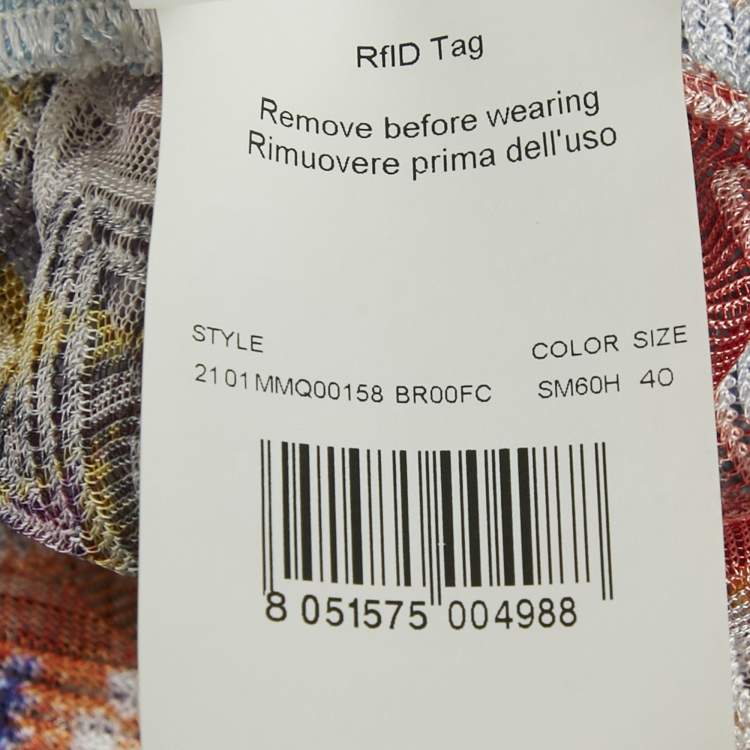 RfID Tag
Remove before wearing
Rimuovere prima dell'uso
STYLE COLOR SIZE
2101MMQ00158 BR00FC SM60H 40
8 051575 004988